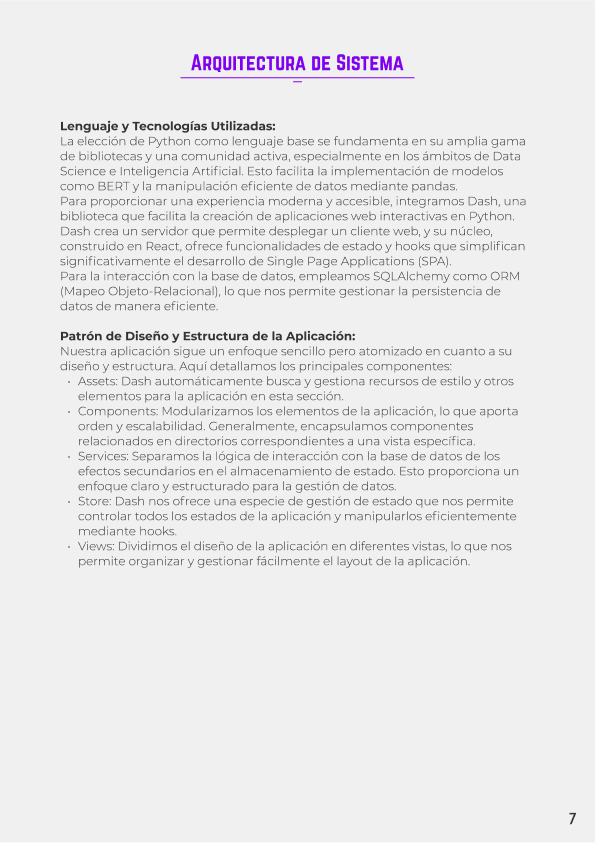 Arquitectura de Sistema
Lenguaje y Tecnologías Utilizadas:
La elección de Python como lenguaje base se fundamenta en su amplia gama
de bibliotecas y una comunidad activa, especialmente en los ámbitos de Data
Science e Inteligencia Artificial. Esto facilita la implementación de modelos
como BERT y la manipulación eficiente de datos mediante pandas.
Para proporcionar una experiencia moderna y accesible, integramos Dash, una
biblioteca que facilita la creación de aplicaciones web interactivas en Python.
Dash crea un servidor que permite desplegar un cliente web, y su núcleo,
construido en React, ofrece funcionalidades de estado y hooks que simplifican
significativamente el desarrollo de Single Page Applications (SPA).
Para la interacción con la base de datos, empleamos SQLAlchemy como ORM
(Mapeo Objeto-Relacional), lo que nos permite gestionar la persistencia de
datos de manera eficiente.
Patrón de Diseño y Estructura de la Aplicación:
Nuestra aplicación sigue un enfoque sencillo pero atomizado en cuanto a su
diseño y estructura. Aquí detallamos los principales componentes:
• Assets: Dash automáticamente busca y gestiona recursos de estilo y otros
elementos para la aplicación en esta sección.
• Components: Modularizamos los elementos de la aplicación, lo que aporta
orden y escalabilidad. Generalmente, encapsulamos componentes
relacionados en directorios correspondientes a una vista específica.
• Services: Separamos la lógica de interacción con la base de datos de los
efectos secundarios en el almacenamiento de estado. Esto proporciona un
enfoque claro y estructurado para la gestión de datos.
• Store: Dash nos ofrece una especie de gestión de estado que nos permite
controlar todos los estados de la aplicación y manipularlos eficientemente
mediante hooks.
• Views: Dividimos el diseño de la aplicación en diferentes vistas, lo que nos
permite organizar y gestionar fácilmente el layout de la aplicación.
7